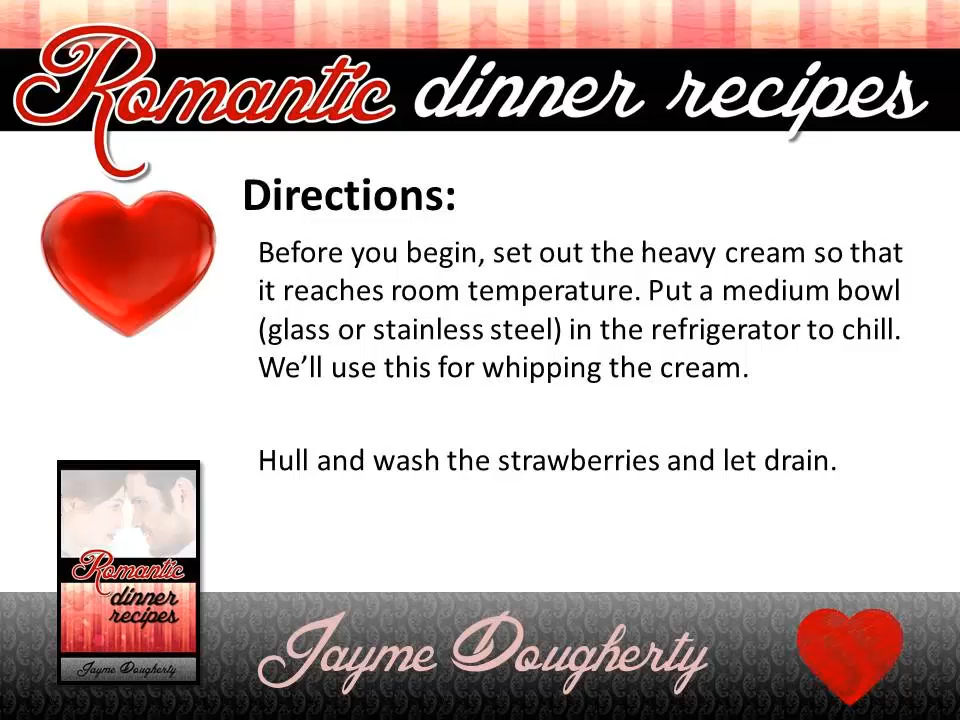 Romantic dinner recipes
Directions:
Before you begin, set out the heavy cream so that
it reaches room temperature. Put a medium bowl
(glass or stainless steel) in the refrigerator to chill.
We’ll use this for whipping the cream.
Hull and wash the strawberries and let drain.
Romantic
dinner
recipes
Jayme Dougherty
Jayme Dougherty